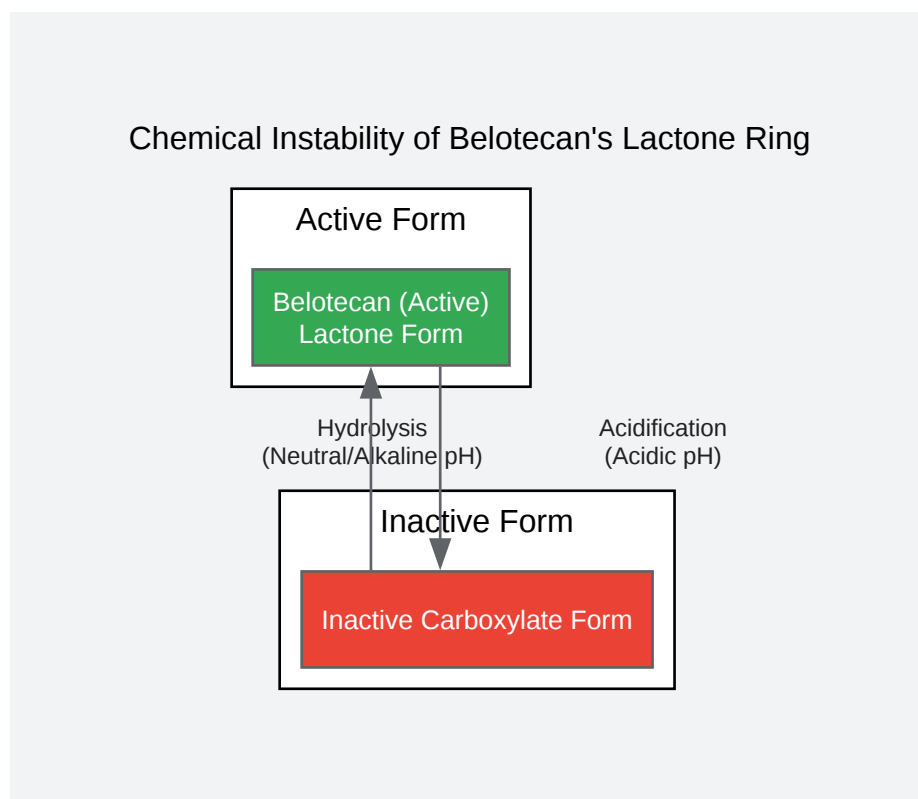 Chemical Instability of Belotecan's Lactone Ring
Active Form
Belotecan (Active)
Lactone Form
Hydrolysis
(Neutral/Alkaline pH)
Acidification
(Acidic pH)
Inactive Form
Inactive Carboxylate Form